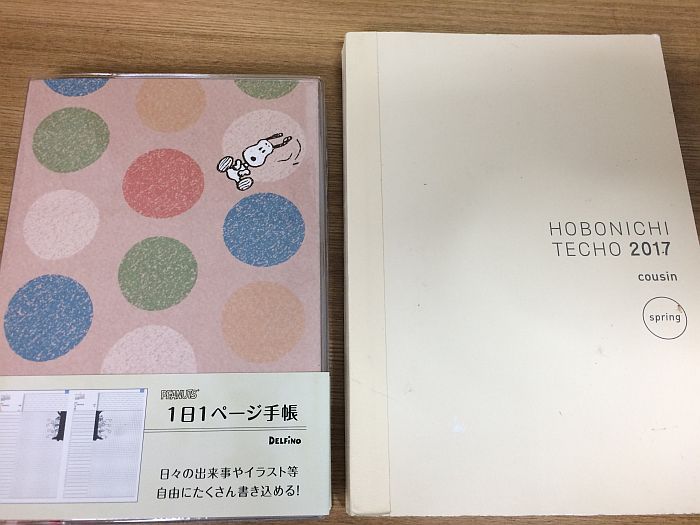 PEANUTS
1日1ページ手帳
DELFINO
日々の出来事やイラスト等
自由にたくさん書き込める!
HOBONICHI
TECHO 2017
cousin
spring